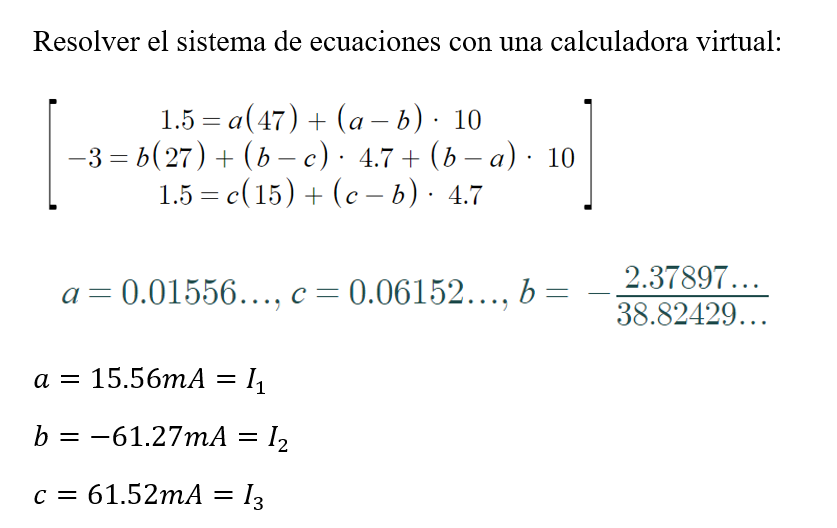 Resolver el sistema de ecuaciones con una calculadora virtual:
1.5 = a(47) + (a – b) · 10
–3 = b(27) + (b – c) · 4.7 + (b – a) · 10
1.5 = c(15) + (c – b) · 4.7
a = 0.01556..., c = 0.06152..., b = – 2.37897... / 38.82429...
a = 15.56mA = I₁
b = −61.27mA = I₂
c = 61.52mA = I₃